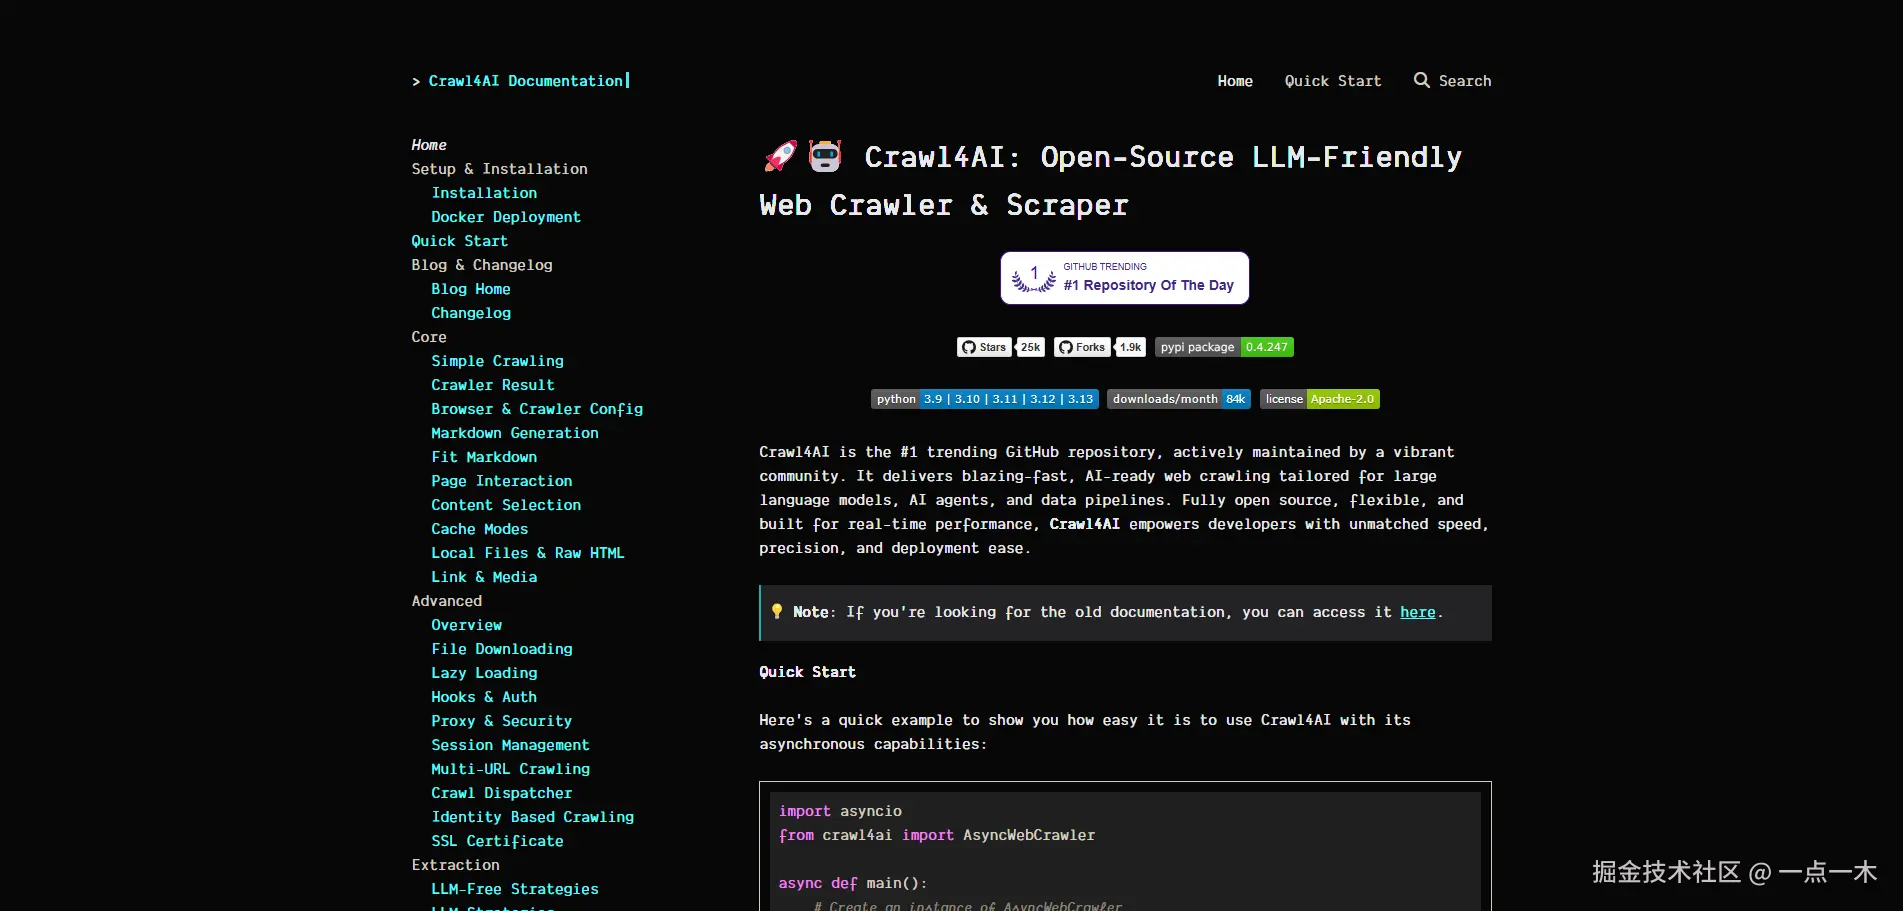 > Crawl4AI Documentation
Home
Quick Start
Search
Home
Setup & Installation
Installation
Docker Deployment
Quick Start
Blog & Changelog
Blog Home
Changelog
Core
Simple Crawling
Crawler Result
Browser & Crawler Config
Markdown Generation
Fit Markdown
Page Interaction
Content Selection
Cache Modes
Local Files & Raw HTML
Link & Media
Advanced
Overview
File Downloading
Lazy Loading
Hooks & Auth
Proxy & Security
Session Management
Multi-URL Crawling
Crawl Dispatcher
Identity Based Crawling
SSL Certificate
Extraction
LLM-Free Strategies
LLM Strategies
🚀🤖 Crawl4AI: Open-Source LLM-Friendly
Web Crawler & Scraper
1
GITHUB TRENDING
#1 Repository Of The Day
Stars 25k
Forks 1.9k
pypi package 0.4.247
python 3.9 | 3.10 | 3.11 | 3.12 | 3.13
downloads/month 84k
license Apache-2.0
Crawl4AI is the #1 trending GitHub repository, actively maintained by a vibrant
community. It delivers blazing-fast, AI-ready web crawling tailored for large
language models, AI agents, and data pipelines. Fully open source, flexible, and
built for real-time performance, Crawl4AI empowers developers with unmatched speed,
precision, and deployment ease.
💡 Note: If you're looking for the old documentation, you can access it here.
Quick Start
Here's a quick example to show you how easy it is to use Crawl4AI with its
asynchronous capabilities:
import asyncio
from crawl4ai import AsyncWebCrawler
async def main():
# Create an instance of AsyncWebCrawler
掘金技术社区 @ 一点一木